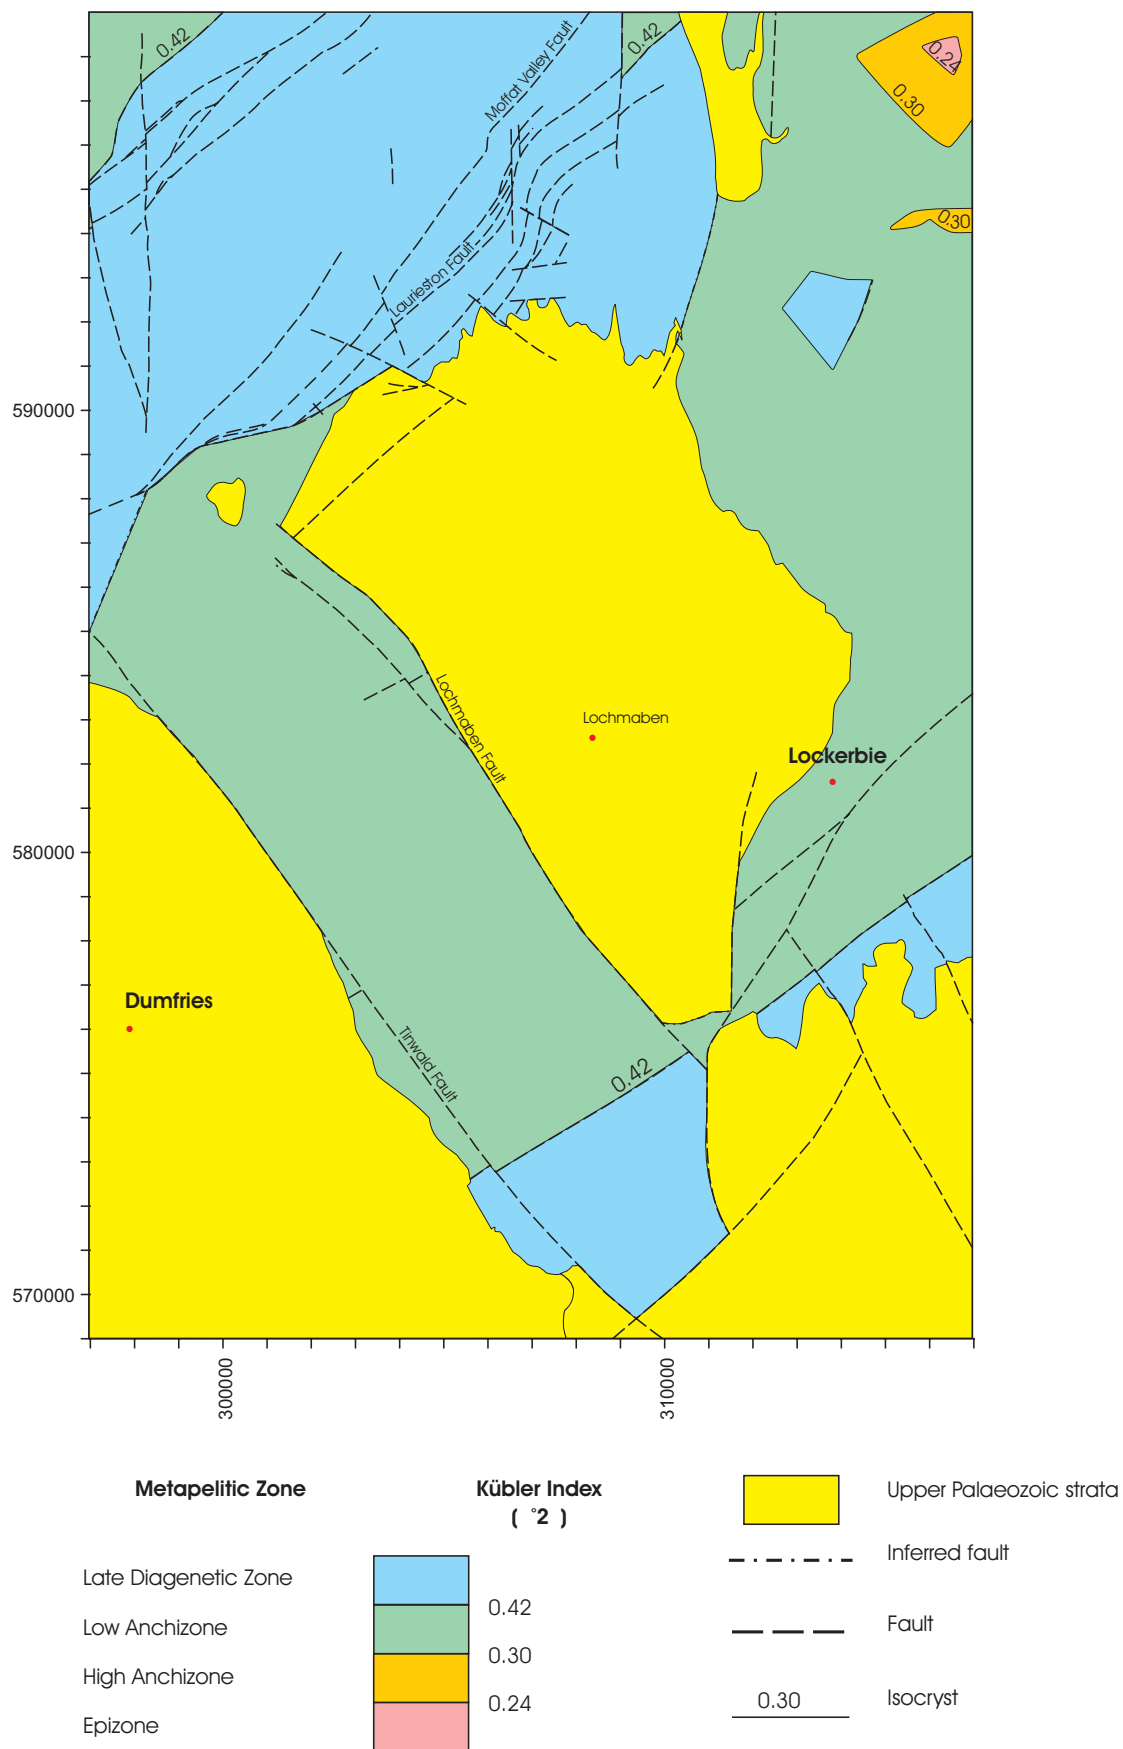 0.42
Moffat Valley Fault
0.42
0.24
0.30
0.30
Laurieston Fault
590000
Lochmaben Fault
Lochmaben
Lockerbie
580000
Dumfries
Tinwald Fault
0.42
570000
300000
310000
Metapelitic Zone
Kübler Index
( °2 )
Upper Palaeozoic strata
Inferred fault
Late Diagenetic Zone
0.42
Low Anchizone
Fault
0.30
High Anchizone
0.24
0.30
Isocryst
Epizone